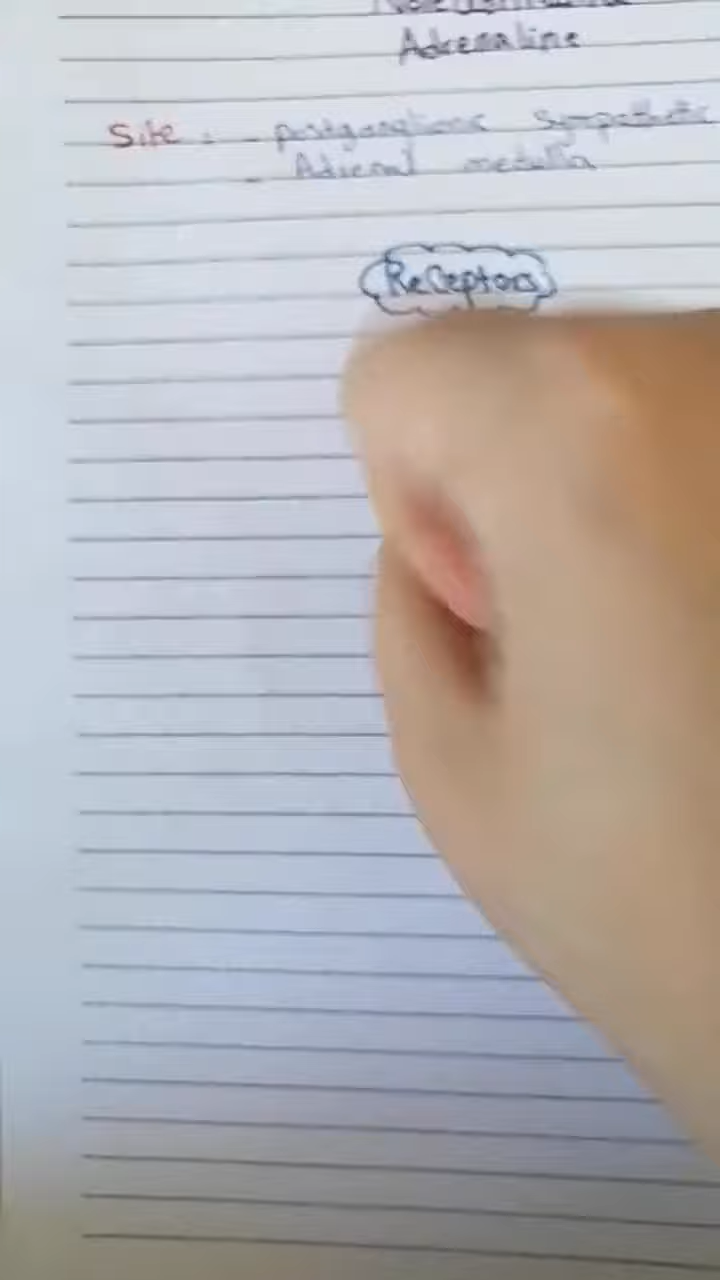 Adrenaline
Site : - postganglionic Sympathetic
- Adrenal medulla
Receptors